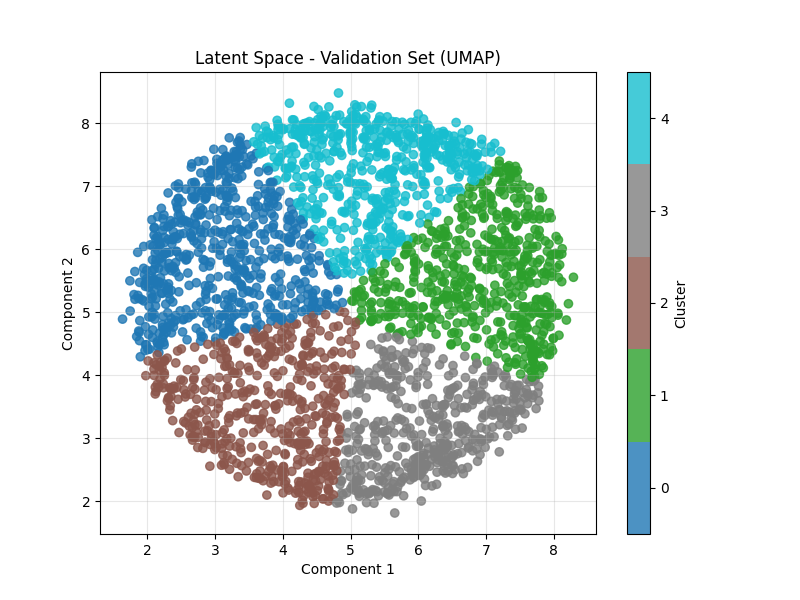 Latent Space - Validation Set (UMAP)
Component 2
8
7
6
5
4
3
2
2 3 4 5 6 7 8
Component 1
4
3
2
1
0
Cluster